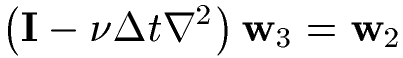 (𝐈 − νΔt∇²) 𝐰₃ = 𝐰₂